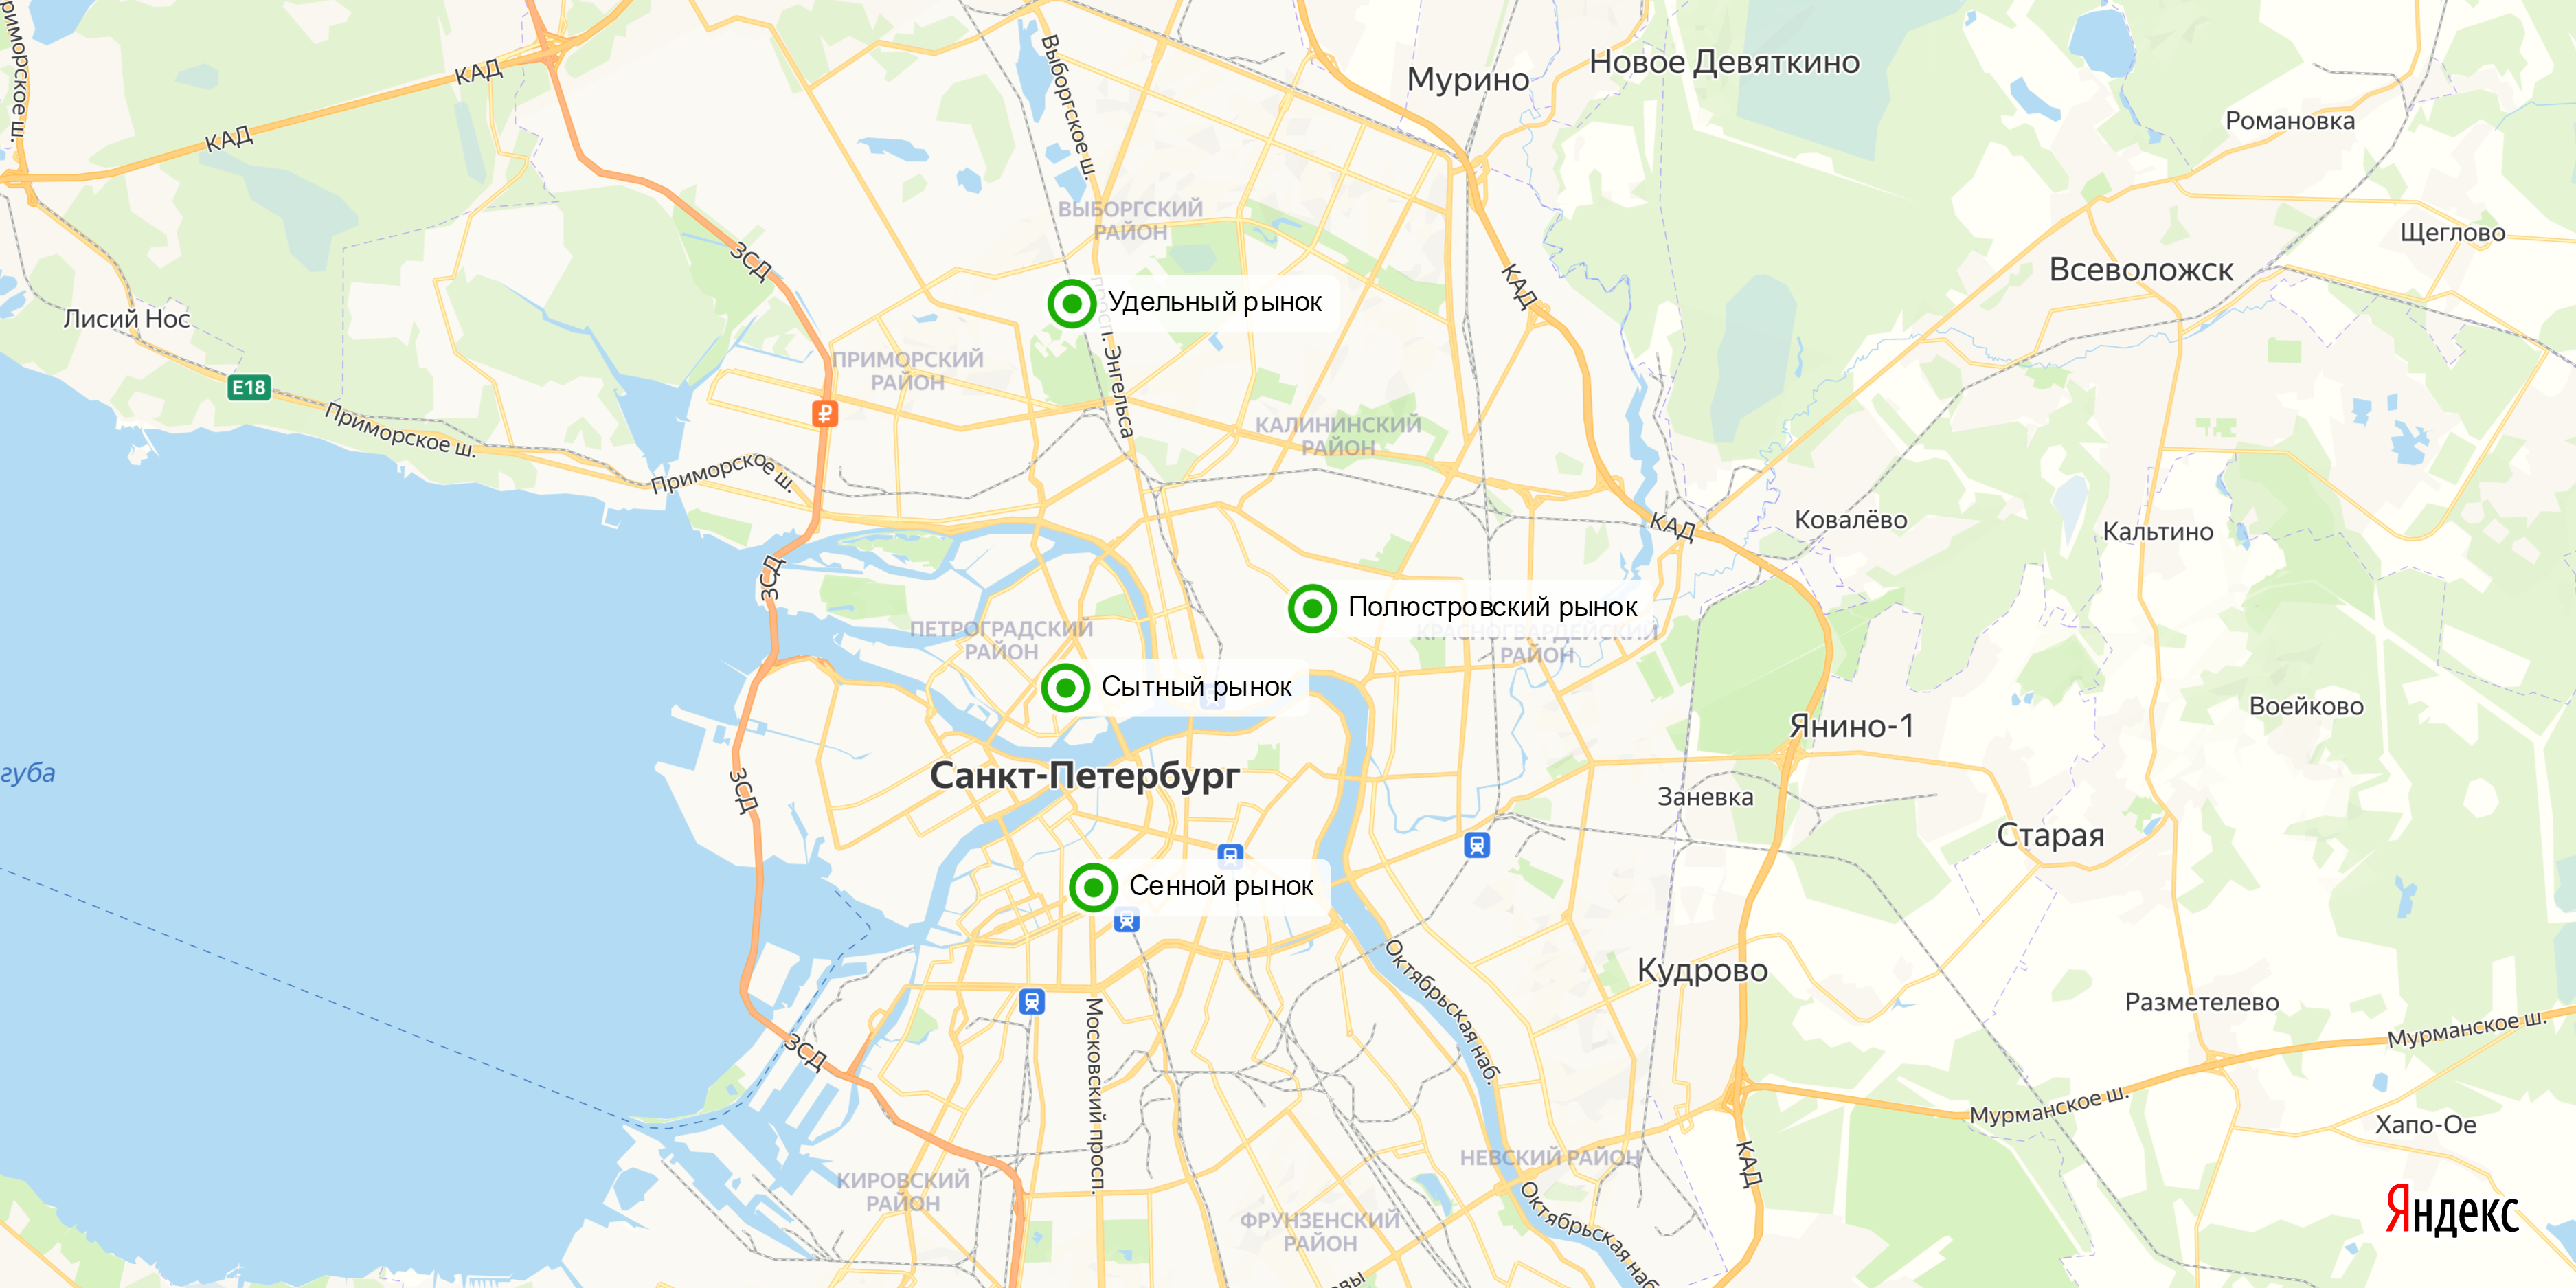 Приморское ш.
КАД
КАД
Выборгское ш.
Мурино
Новое Девяткино
Романовка
ВЫБОРГСКИЙ
РАЙОН
Щеглово
ЗСД
КАД
Всеволожск
Лисий Нос
Удельный рынок
просп. Энгельса
ПРИМОРСКИЙ
РАЙОН
E18
Приморское ш.
КАЛИНИНСКИЙ
РАЙОН
Приморское ш.
КАД
Ковалёво
Кальтино
ЗСД
Полюстровский рынок
ПЕТРОГРАДСКИЙ
РАЙОН
КРАСНОГВАРДЕЙСКИЙ
РАЙОН
Сытный рынок
Воейково
Янино-1
губа
Санкт-Петербург
ЗСД
Заневка
Старая
Сенной рынок
Октябрьская наб.
Кудрово
Разметелево
Мурманское ш.
Московский просп.
ЗСД
Мурманское ш.
Хапо-Ое
НЕВСКИЙ РАЙОН
КАД
КИРОВСКИЙ
РАЙОН
Октябрьская наб
ФРУНЗЕНСКИЙ
РАЙОН
Яндекс